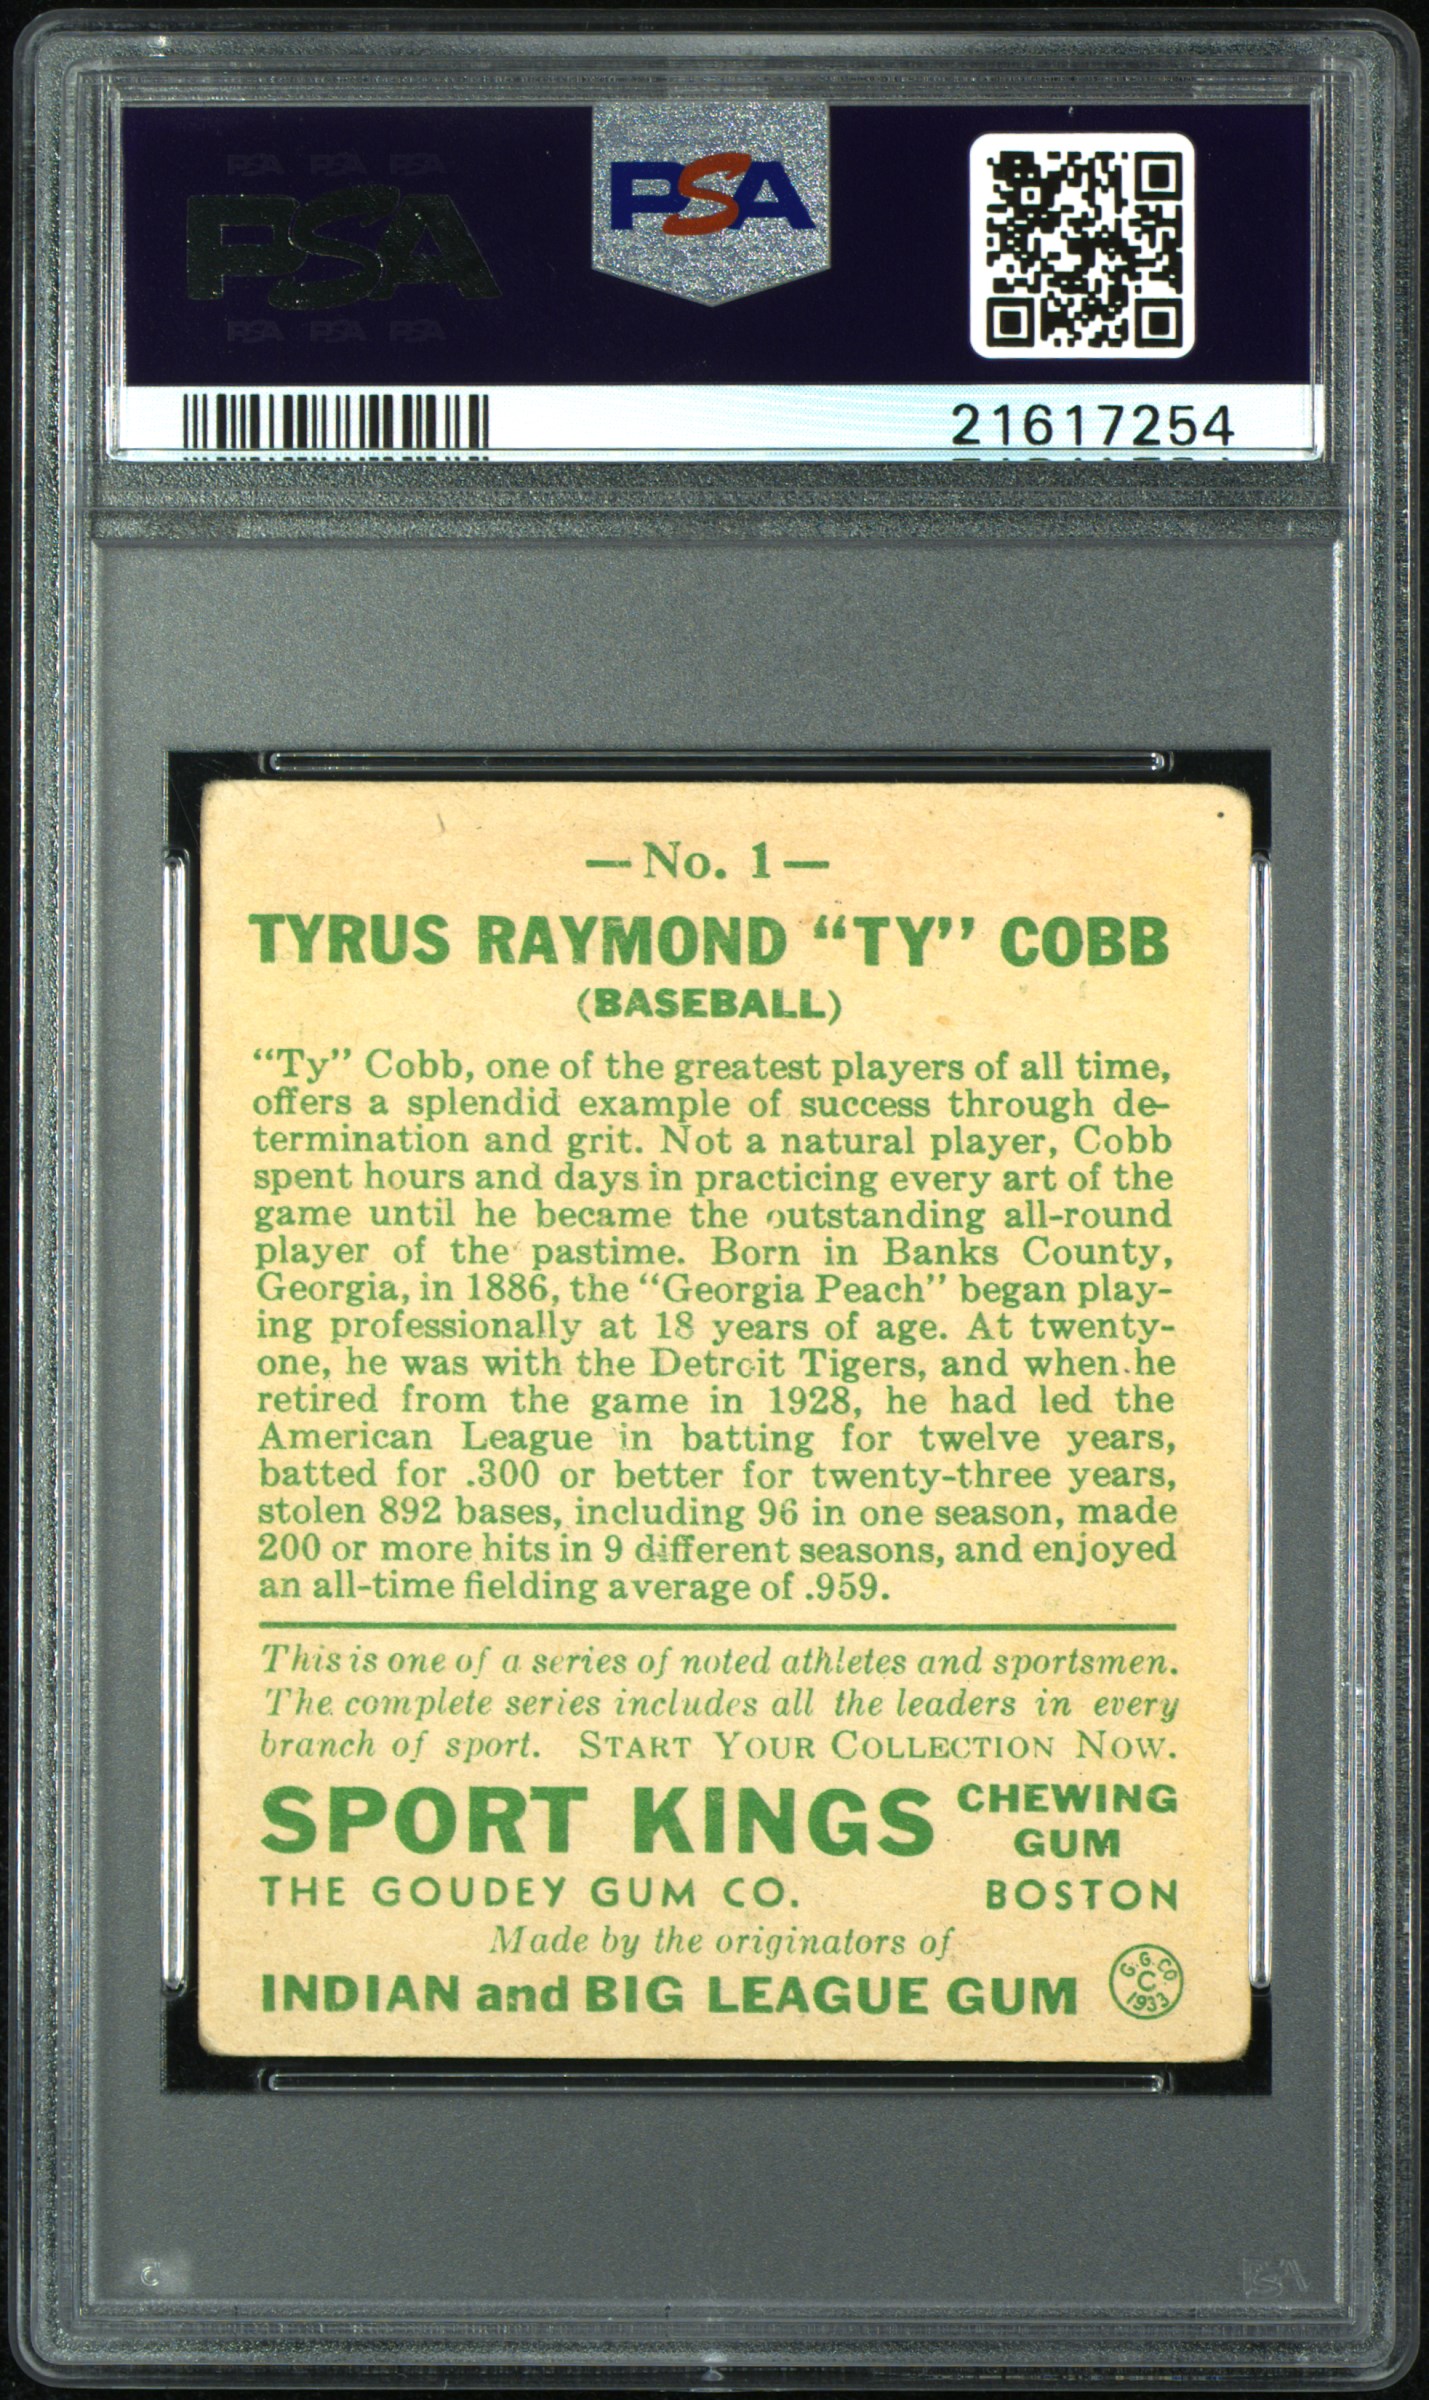 PSA PSA PSA
PSA
PSA PSA PSA
PSA
21617254
—No. 1—
TYRUS RAYMOND “TY” COBB
(BASEBALL)
“Ty” Cobb, one of the greatest players of all time,
offers a splendid example of success through de-
termination and grit. Not a natural player, Cobb
spent hours and days in practicing every art of the
game until he became the outstanding all-round
player of the pastime. Born in Banks County,
Georgia, in 1886, the “Georgia Peach” began play-
ing professionally at 18 years of age. At twenty-
one, he was with the Detroit Tigers, and when he
retired from the game in 1928, he had led the
American League in batting for twelve years,
batted for .300 or better for twenty-three years,
stolen 892 bases, including 96 in one season, made
200 or more hits in 9 different seasons, and enjoyed
an all-time fielding average of .959.
This is one of a series of noted athletes and sportsmen.
The complete series includes all the leaders in every
branch of sport. START YOUR COLLECTION NOW.
SPORT KINGS CHEWING GUM
THE GOUDEY GUM CO. BOSTON
Made by the originators of
INDIAN and BIG LEAGUE GUM
G. G. CO.
C
1933
C
PSA